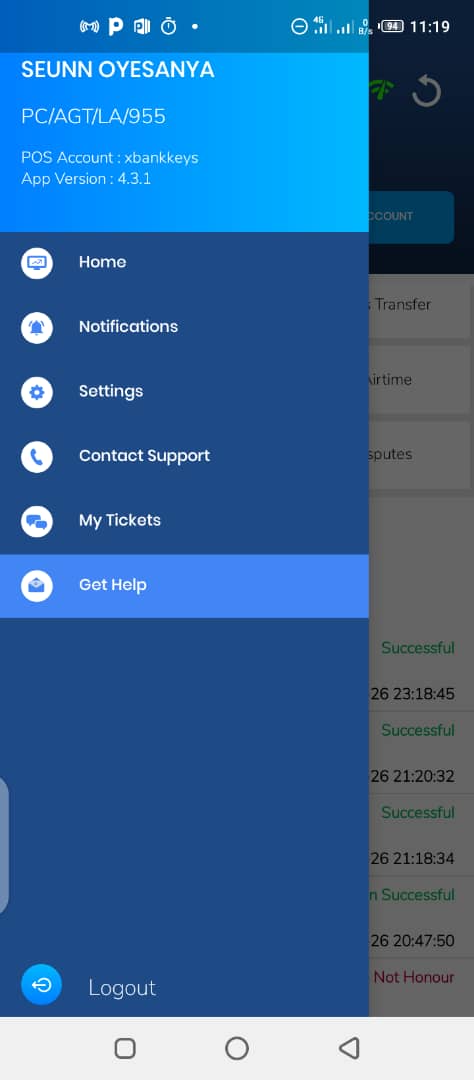 4G
0
B/s
94
11:19
SEUNN OYESANYA
PC/AGT/LA/955
POS Account : xbankkeys
App Version : 4.3.1
CCOUNT
Home
Notifications
s Transfer
Settings
Airtime
Contact Support
sputes
My Tickets
Get Help
Successful
26 23:18:45
Successful
26 21:20:32
Successful
26 21:18:34
n Successful
26 20:47:50
Not Honour
Logout